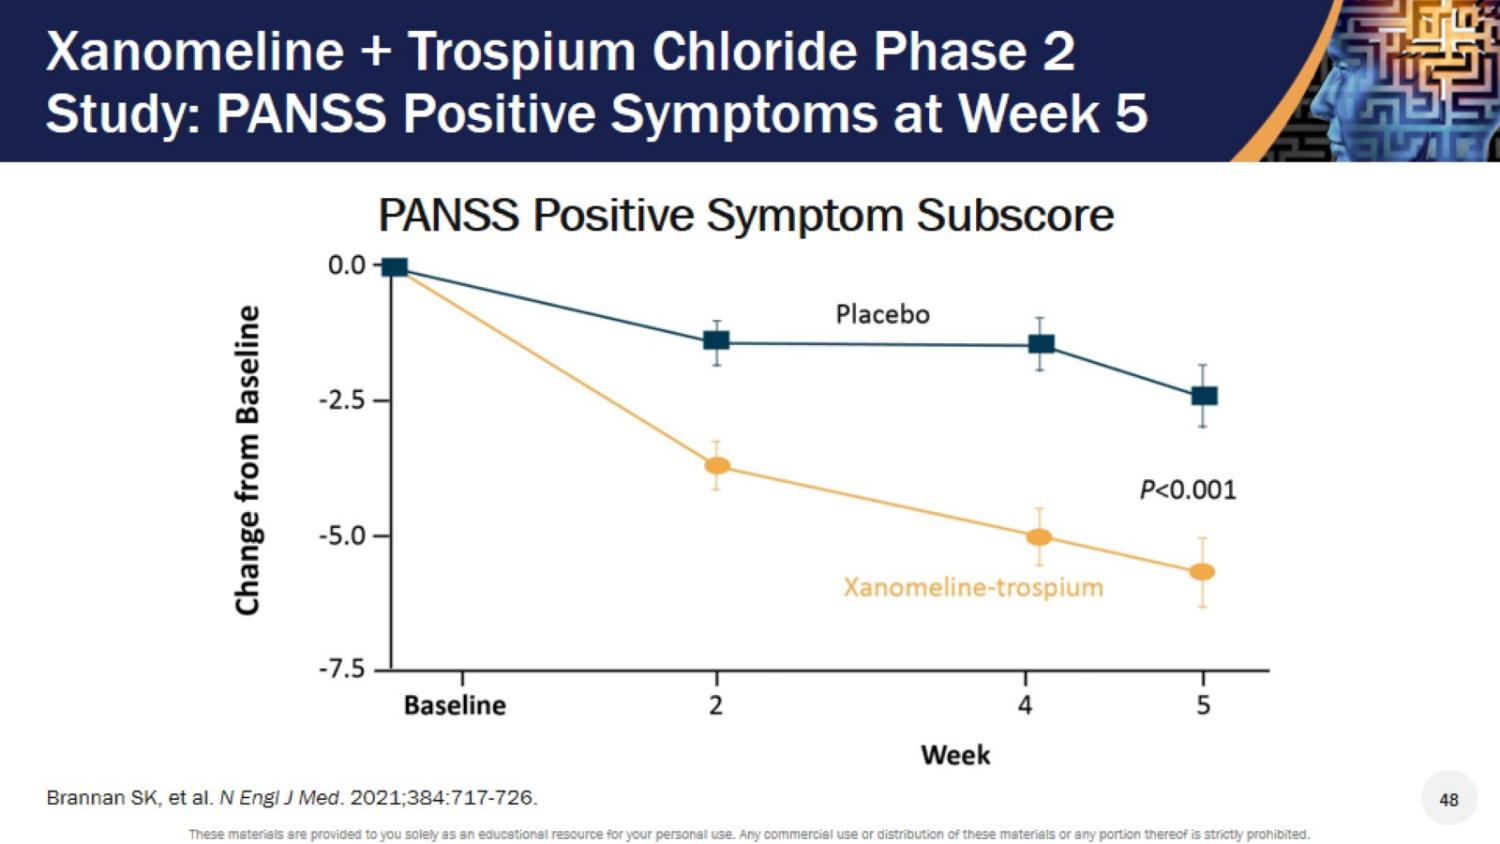 Xanomeline + Trospium Chloride Phase 2
Study: PANSS Positive Symptoms at Week 5
PANSS Positive Symptom Subscore
Change from Baseline
0.0
-2.5
-5.0
-7.5
Placebo
P<0.001
Xanomeline-trospium
Baseline 2 4 5
Week
Brannan SK, et al. N Engl J Med. 2021;384:717-726.
48
These materials are provided to you solely as an educational resource for your personal use. Any commercial use or distribution of these materials or any portion thereof is strictly prohibited.